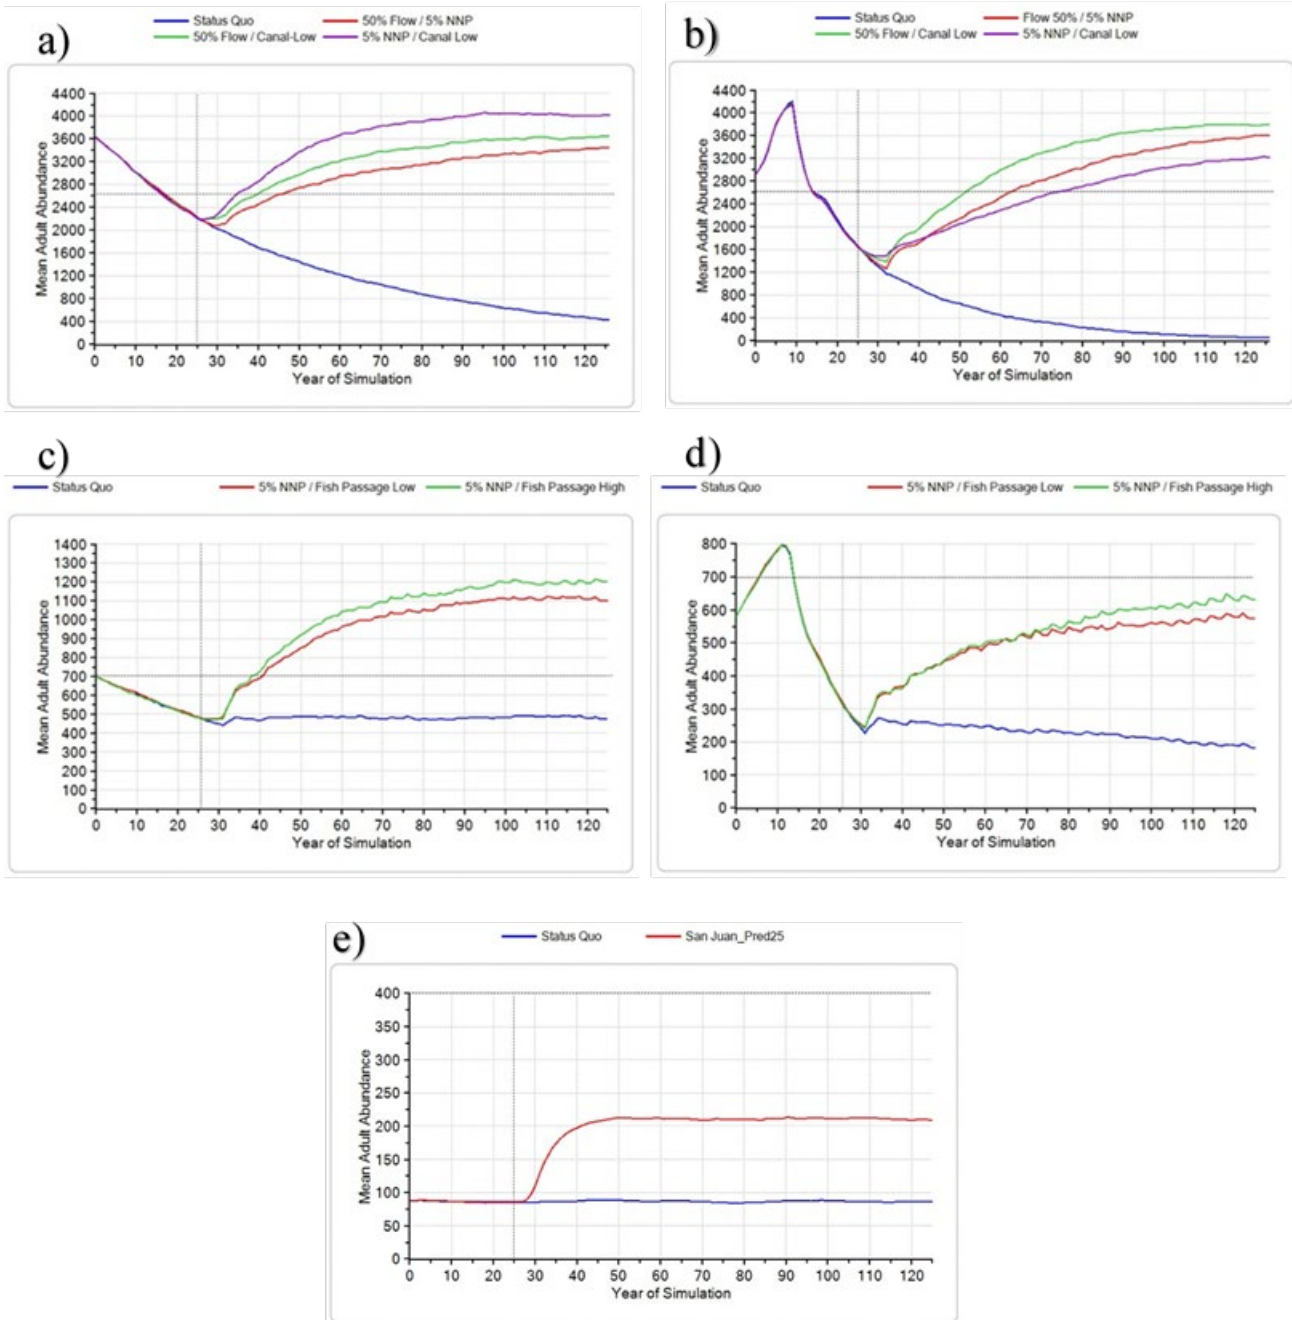 a)
Status Quo 50% Flow / 5% NNP
50% Flow / Canal-Low 5% NNP / Canal Low
4400
4000
3600
3200
2800
2400
2000
1600
1200
800
400
0
Mean Adult Abundance
0 10 20 30 40 50 60 70 80 90 100 110 120
Year of Simulation
b)
Status Quo Flow 50% / 5% NNP
50% Flow / Canal Low 5% NNP / Canal Low
4400
4000
3600
3200
2800
2400
2000
1600
1200
800
400
0
Mean Adult Abundance
0 10 20 30 40 50 60 70 80 90 100 110 120
Year of Simulation
c)
Status Quo 5% NNP / Fish Passage Low 5% NNP / Fish Passage High
1400
1300
1200
1100
1000
900
800
700
600
500
400
300
200
100
0
Mean Adult Abundance
0 10 20 30 40 50 60 70 80 90 100 110 120
Year of Simulation
d)
Status Quo 5% NNP / Fish Passage Low 5% NNP / Fish Passage High
800
700
600
500
400
300
200
100
0
Mean Adult Abundance
0 10 20 30 40 50 60 70 80 90 100 110 120
Year of Simulation
e)
Status Quo San Juan_Pred25
400
350
300
250
200
150
100
50
0
Mean Adult Abundance
0 10 20 30 40 50 60 70 80 90 100 110 120
Year of Simulation